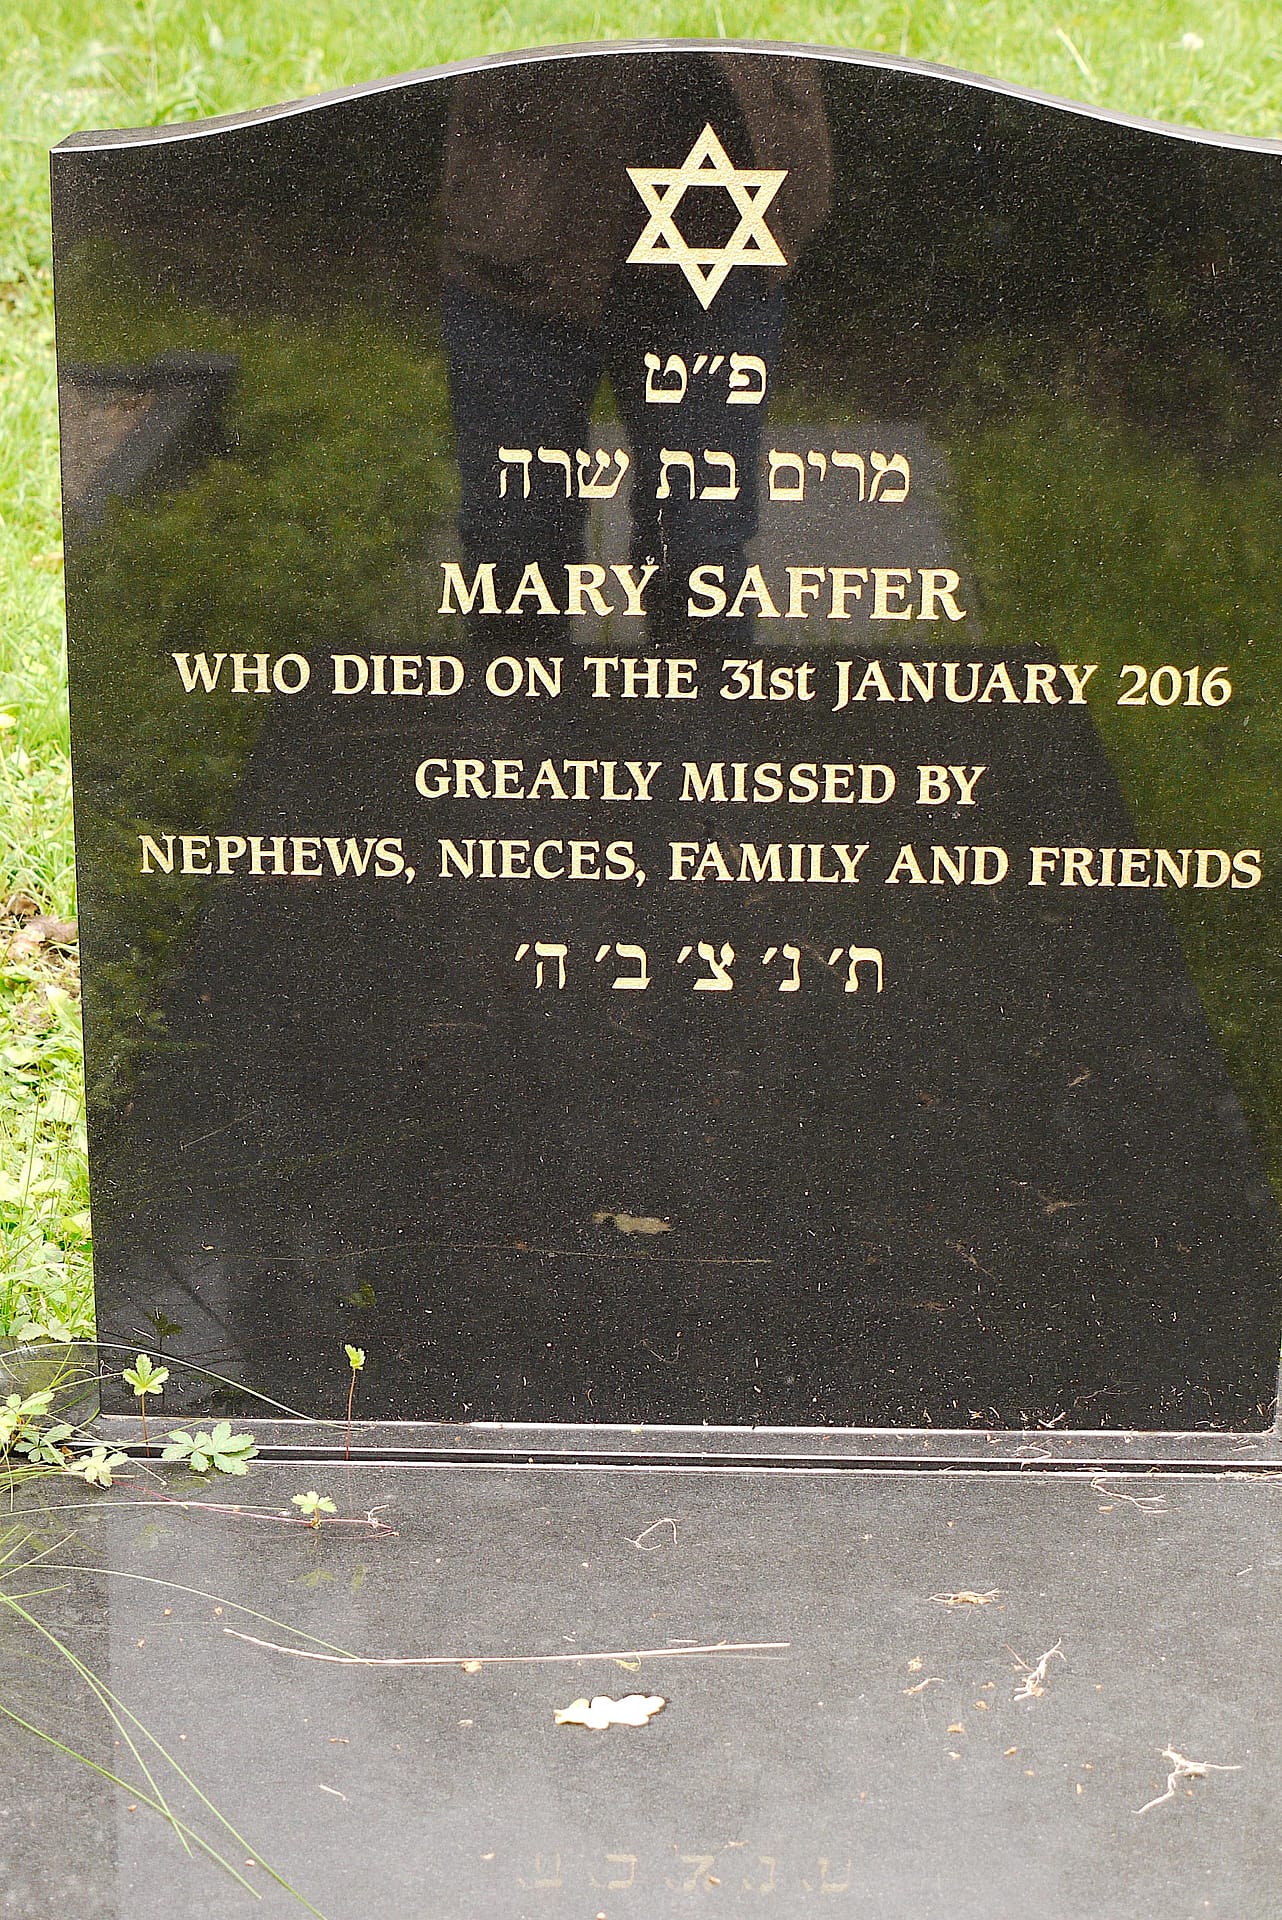 פ״ט
מרים בת שרה
MARY SAFFER
WHO DIED ON THE 31st JANUARY 2016
GREATLY MISSED BY
NEPHEWS, NIECES, FAMILY AND FRIENDS
ת׳ נ׳ צ׳ ב׳ ה׳